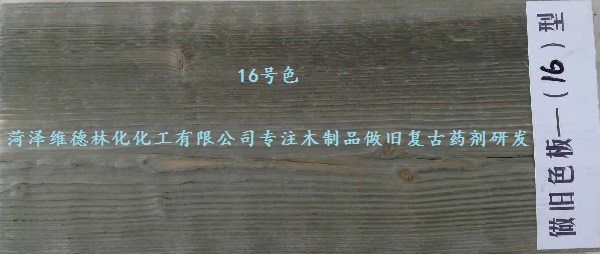 16号色
菏泽维德林化化工有限公司专注木制品做旧复古药剂研发
做旧色板—(16)型